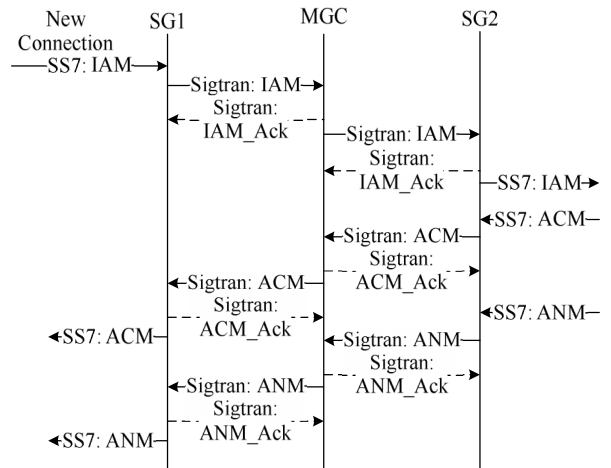 New
Connection
SG1
MGC
SG2
SS7: IAM
Sigtran: IAM
Sigtran:
IAM_Ack
Sigtran: IAM
Sigtran:
IAM_Ack
SS7: IAM
SS7: ACM
Sigtran: ACM
Sigtran:
ACM_Ack
Sigtran: ACM
Sigtran:
ACM_Ack
SS7: ANM
SS7: ACM
Sigtran: ANM
Sigtran:
ANM_Ack
Sigtran: ANM
Sigtran:
ANM_Ack
SS7: ANM